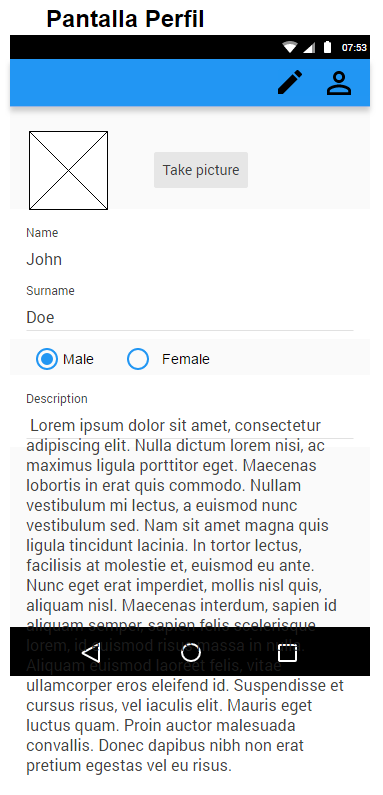 Pantalla Perfil
07:53
Take picture
Name
John
Surname
Doe
Male Female
Description
Lorem ipsum dolor sit amet, consectetur
adipiscing elit. Nulla dictum lorem nisi, ac
maximus ligula porttitor eget. Maecenas
lobortis in erat quis commodo. Nullam
vestibulum mi lectus, a euismod nunc
vestibulum sed. Nam sit amet magna quis
ligula tincidunt lacinia. In tortor lectus,
facilisis at molestie et, euismod eu ante.
Nunc eget erat imperdiet, mollis nisl quis,
aliquam nisl. Maecenas interdum, sapien id
aliquam semper, sapien felis scelerisque
lorem, id euismod risus massa in nulla.
Aliquam euismod laoreet felis, vitae
ullamcorper eros eleifend id. Suspendisse et
cursus risus, vel iaculis elit. Mauris eget
luctus quam. Proin auctor malesuada
convallis. Donec dapibus nibh non erat
pretium egestas vel eu risus.